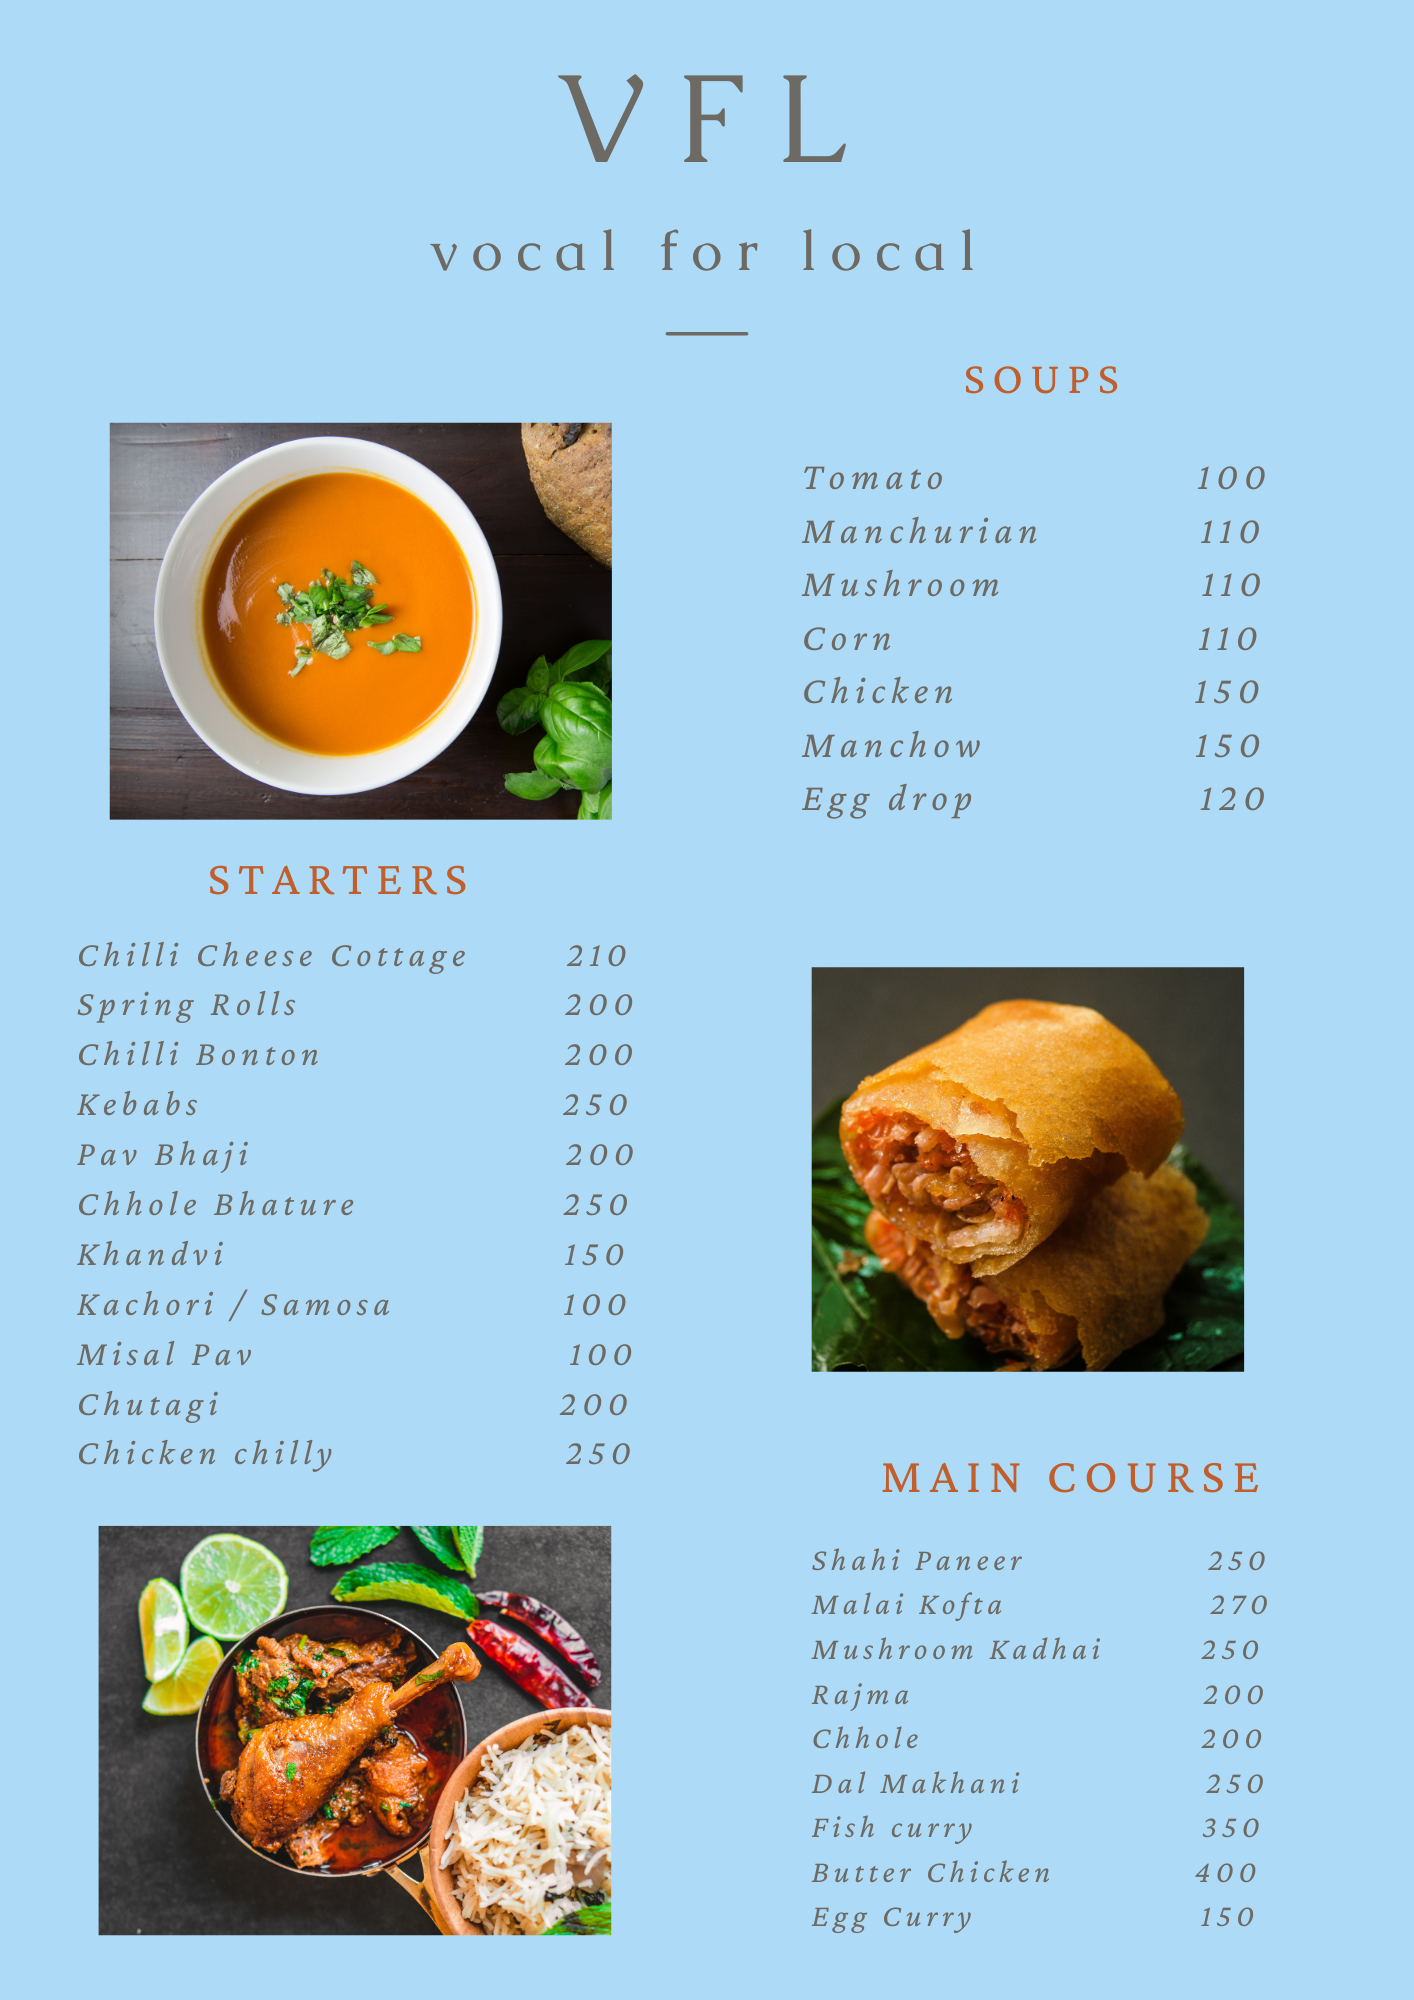 VFL
vocal for local
SOUPS
Tomato 100
Manchurian 110
Mushroom 110
Corn 110
Chicken 150
Manchow 150
Egg drop 120
STARTERS
Chilli Cheese Cottage 210
Spring Rolls 200
Chilli Bonton 200
Kebabs 250
Pav Bhaji 200
Chhole Bhature 250
Khandvi 150
Kachori / Samosa 100
Misal Pav 100
Chutagi 200
Chicken chilly 250
MAIN COURSE
Shahi Paneer 250
Malai Kofta 270
Mushroom Kadhai 250
Rajma 200
Chhole 200
Dal Makhani 250
Fish curry 350
Butter Chicken 400
Egg Curry 150